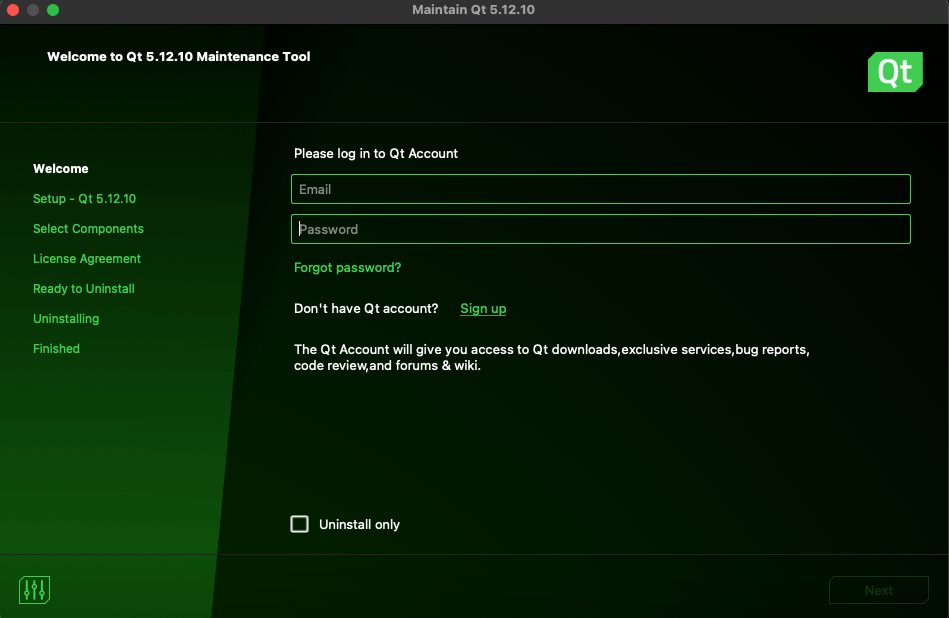 Maintain Qt 5.12.10
Welcome to Qt 5.12.10 Maintenance Tool
Qt
Welcome
Setup - Qt 5.12.10
Select Components
License Agreement
Ready to Uninstall
Uninstalling
Finished
Please log in to Qt Account
Email
Password
Forgot password?
Don't have Qt account? Sign up
The Qt Account will give you access to Qt downloads,exclusive services,bug reports,
code review,and forums & wiki.
Uninstall only
Next